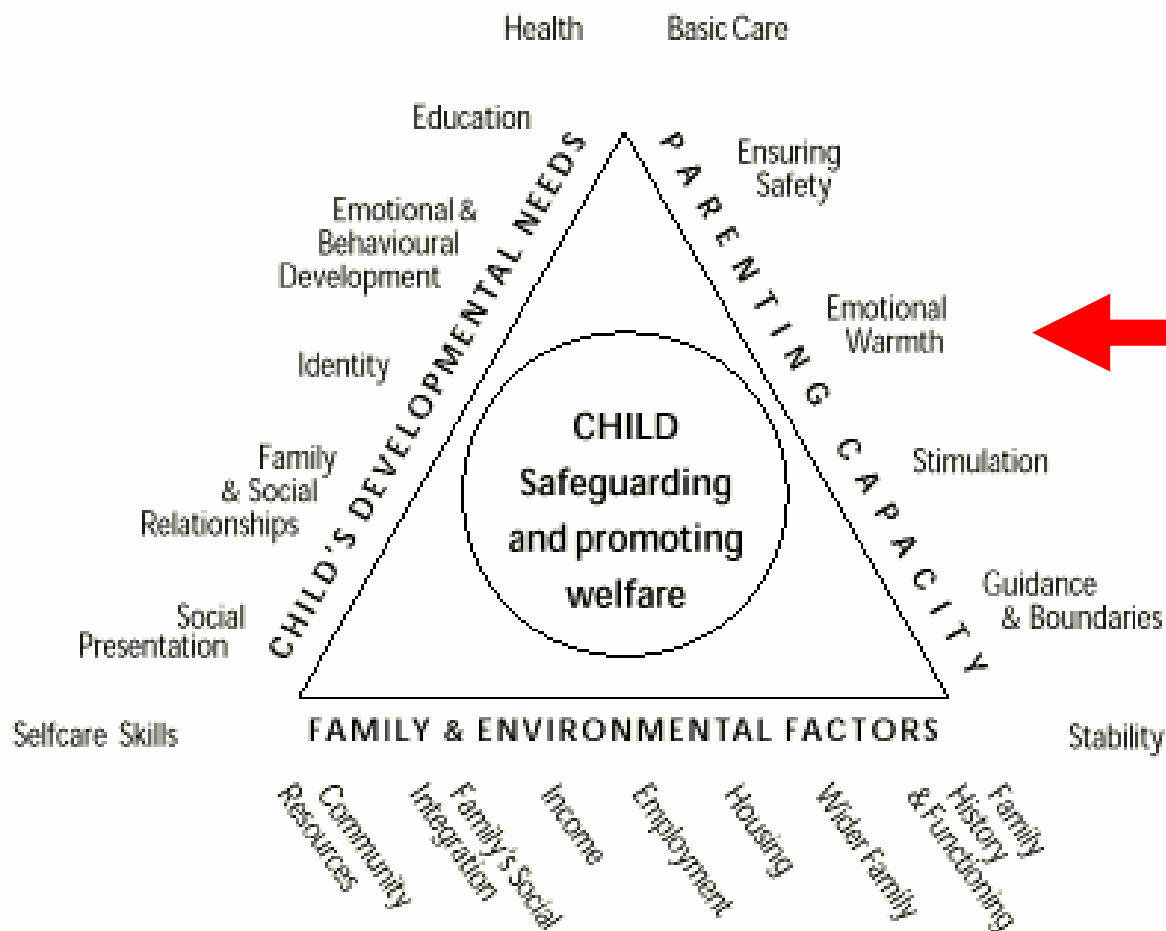 Health
Basic Care
Education
Ensuring
Safety
Emotional &
Behavioural
Development
Emotional
Warmth
Identity
Stimulation
Family
& Social
Relationships
Guidance
& Boundaries
Social
Presentation
Selfcare Skills
Stability
CHILD'S DEVELOPMENTAL NEEDS
PARENTING CAPACITY
CHILD
Safeguarding
and promoting
welfare
FAMILY & ENVIRONMENTAL FACTORS
Community
Resources
Family's Social
Integration
Income
Employment
Housing
Wider Family
Family
History
& Functioning